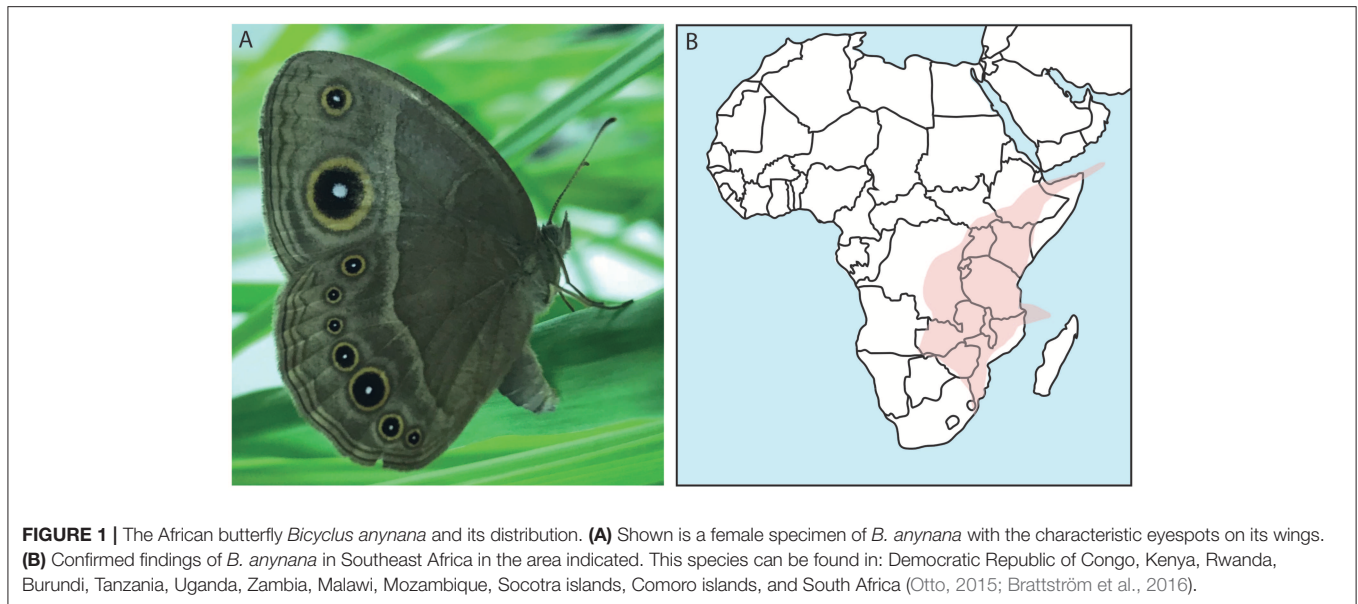 A
B
FIGURE 1 | The African butterfly Bicyclus anynana and its distribution. (A) Shown is a female specimen of B. anynana with the characteristic eyespots on its wings.
(B) Confirmed findings of B. anynana in Southeast Africa in the area indicated. This species can be found in: Democratic Republic of Congo, Kenya, Rwanda,
Burundi, Tanzania, Uganda, Zambia, Malawi, Mozambique, Socotra islands, Comoro islands, and South Africa (Otto, 2015; Brattström et al., 2016).